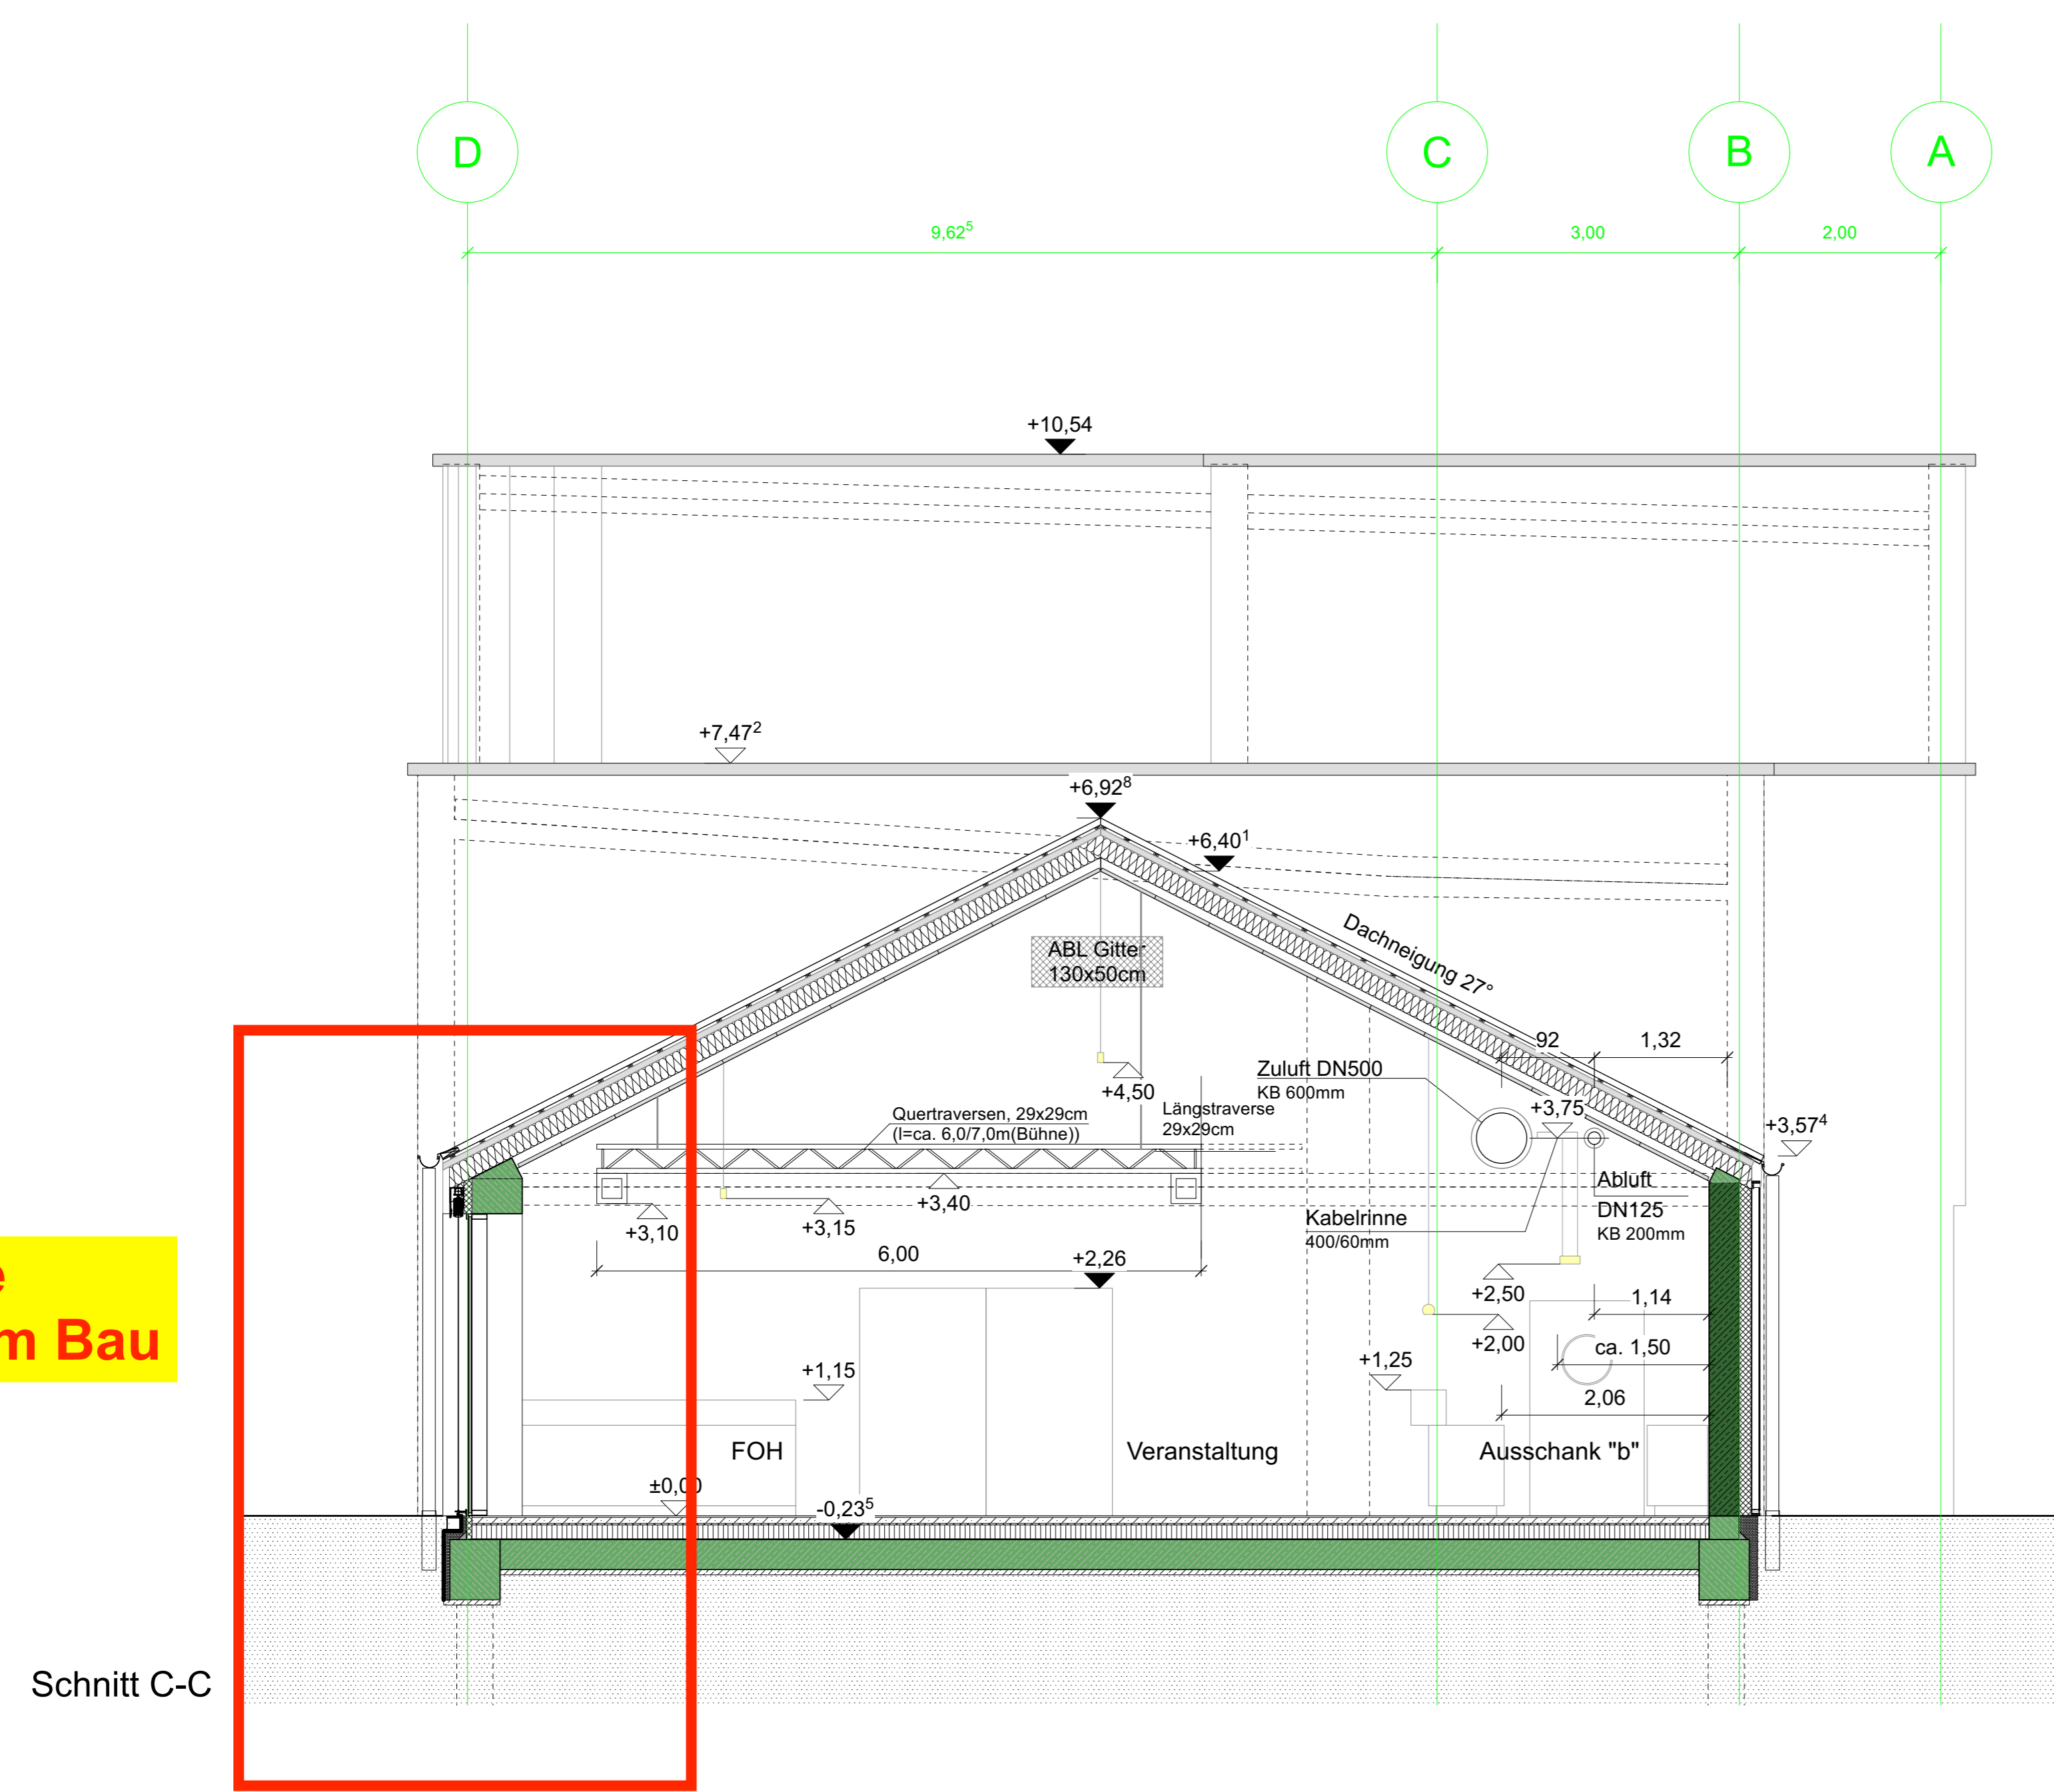 D
C
B
A
9,62⁵
3,00
2,00
+10,54
+7,47²
+6,92⁸
+6,40¹
Dachneigung 27°
ABL Gitter
130x50cm
92
1,32
Zuluft DN500
KB 600mm
+4,50
Quertraversen, 29x29cm
(l=ca. 6,0/7,0m(Bühne))
Längstraverse
29x29cm
+3,75
+3,57⁴
Abluft
DN125
KB 200mm
+3,10
+3,15
+3,40
Kabelrinne
400/60mm
6,00
+2,26
+2,50
1,14
+2,00
ca. 1,50
m Bau
+1,15
+1,25
2,06
FOH
Veranstaltung
Ausschank "b"
±0,00
-0,23⁵
Schnitt C-C